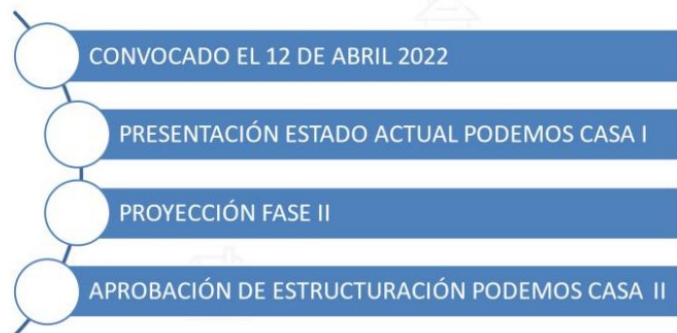 CONVOCADO EL 12 DE ABRIL 2022
PRESENTACIÓN ESTADO ACTUAL PODEMOS CASA I
PROYECCIÓN FASE II
APROBACIÓN DE ESTRUCTURACIÓN PODEMOS CASA II